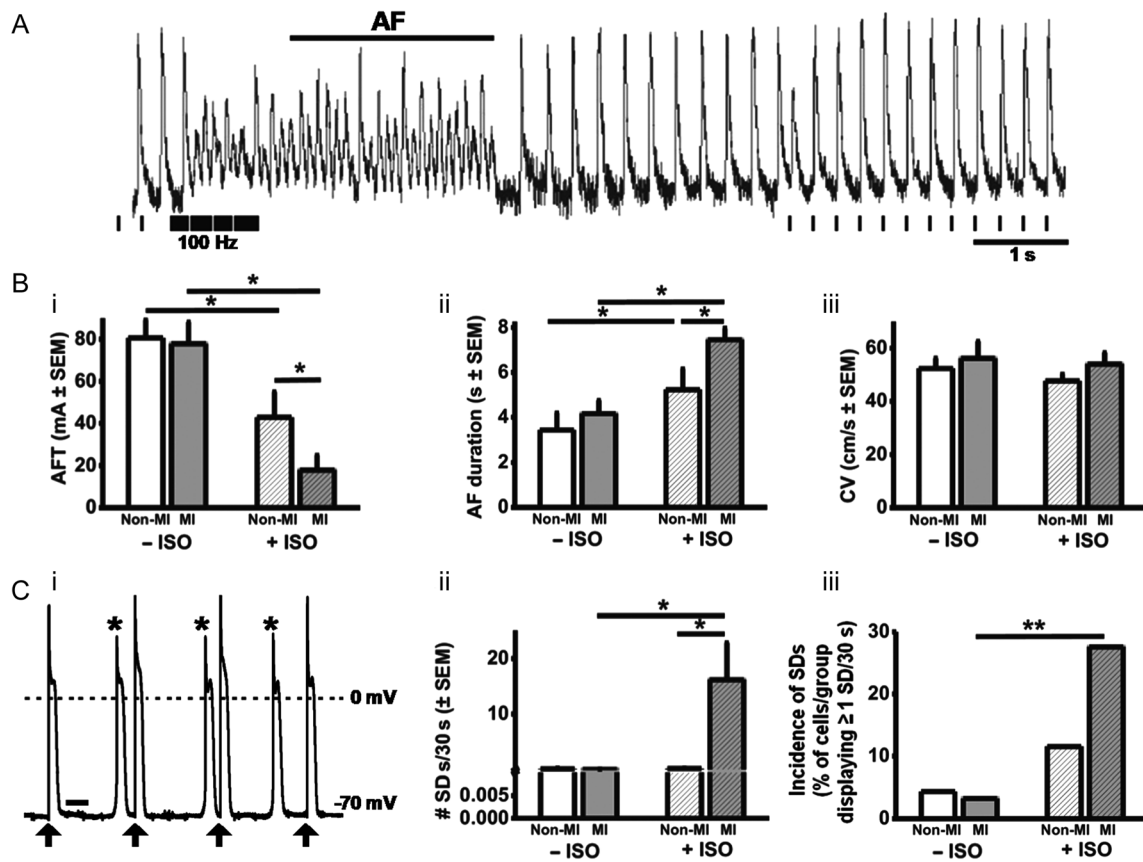 A
AF
100 Hz
1 s
B
i
AFT (mA ± SEM)
80
60
40
20
0
Non-MI MI Non-MI MI
– ISO + ISO
* * *
ii
AF duration (s ± SEM)
8
6
4
2
0
Non-MI MI Non-MI MI
– ISO + ISO
* * *
iii
CV (cm/s ± SEM)
60
40
20
0
Non-MI MI Non-MI MI
– ISO + ISO
C
i
* * *
0 mV
-70 mV
ii
# SDs/30 s (± SEM)
20
10
0.005
0.000
Non-MI MI Non-MI MI
– ISO + ISO
* *
iii
Incidence of SDs
(% of cells/group
displaying ≥1 SD/30 s)
30
20
10
0
Non-MI MI Non-MI MI
– ISO + ISO
**